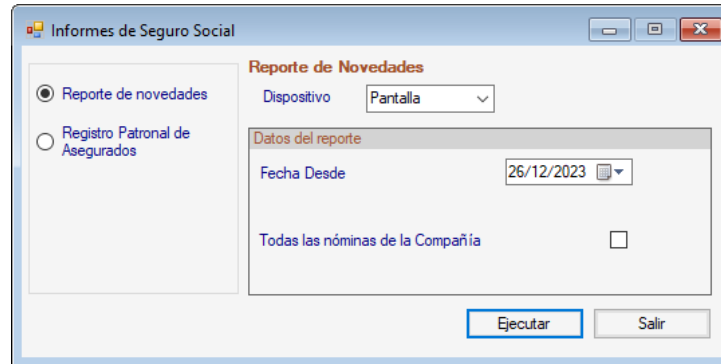 Informes de Seguro Social
Reporte de novedades
Registro Patronal de
Asegurados
Reporte de Novedades
Dispositivo Pantalla
Datos del reporte
Fecha Desde 26/12/2023
Todas las nóminas de la Compañía
Ejecutar Salir